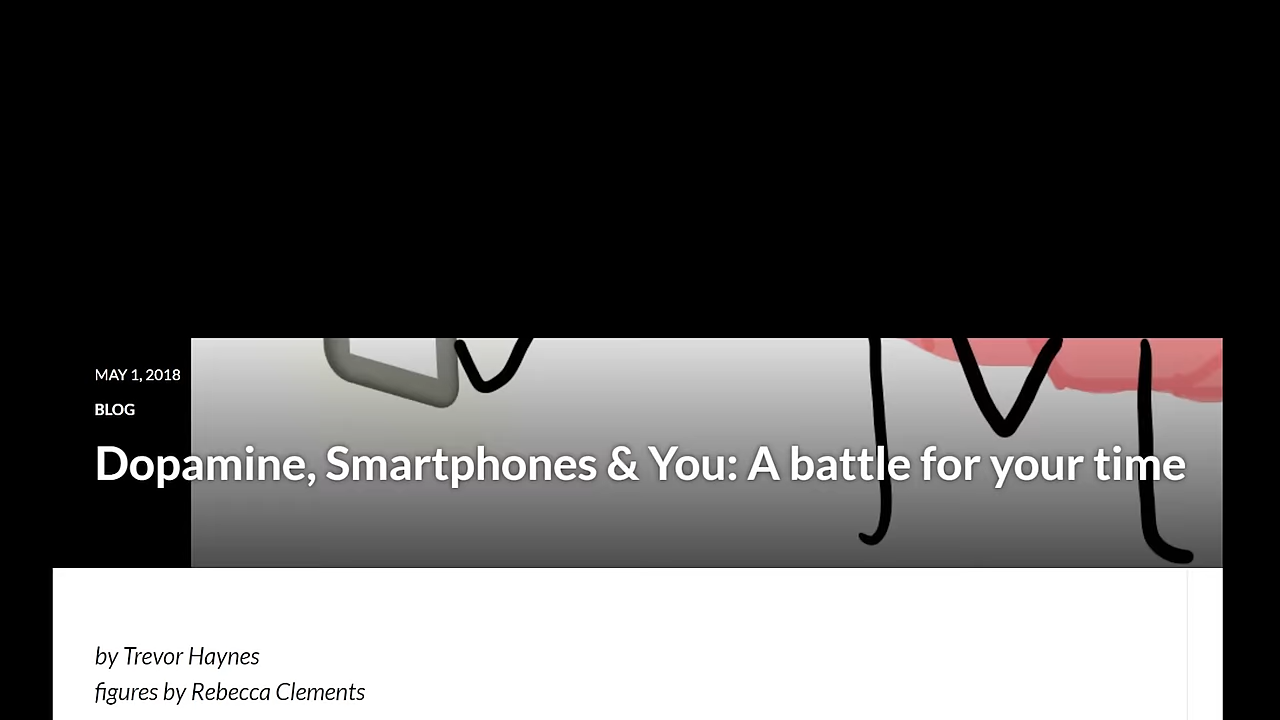 MAY 1, 2018
BLOG
Dopamine, Smartphones & You: A battle for your time
by Trevor Haynes
figures by Rebecca Clements